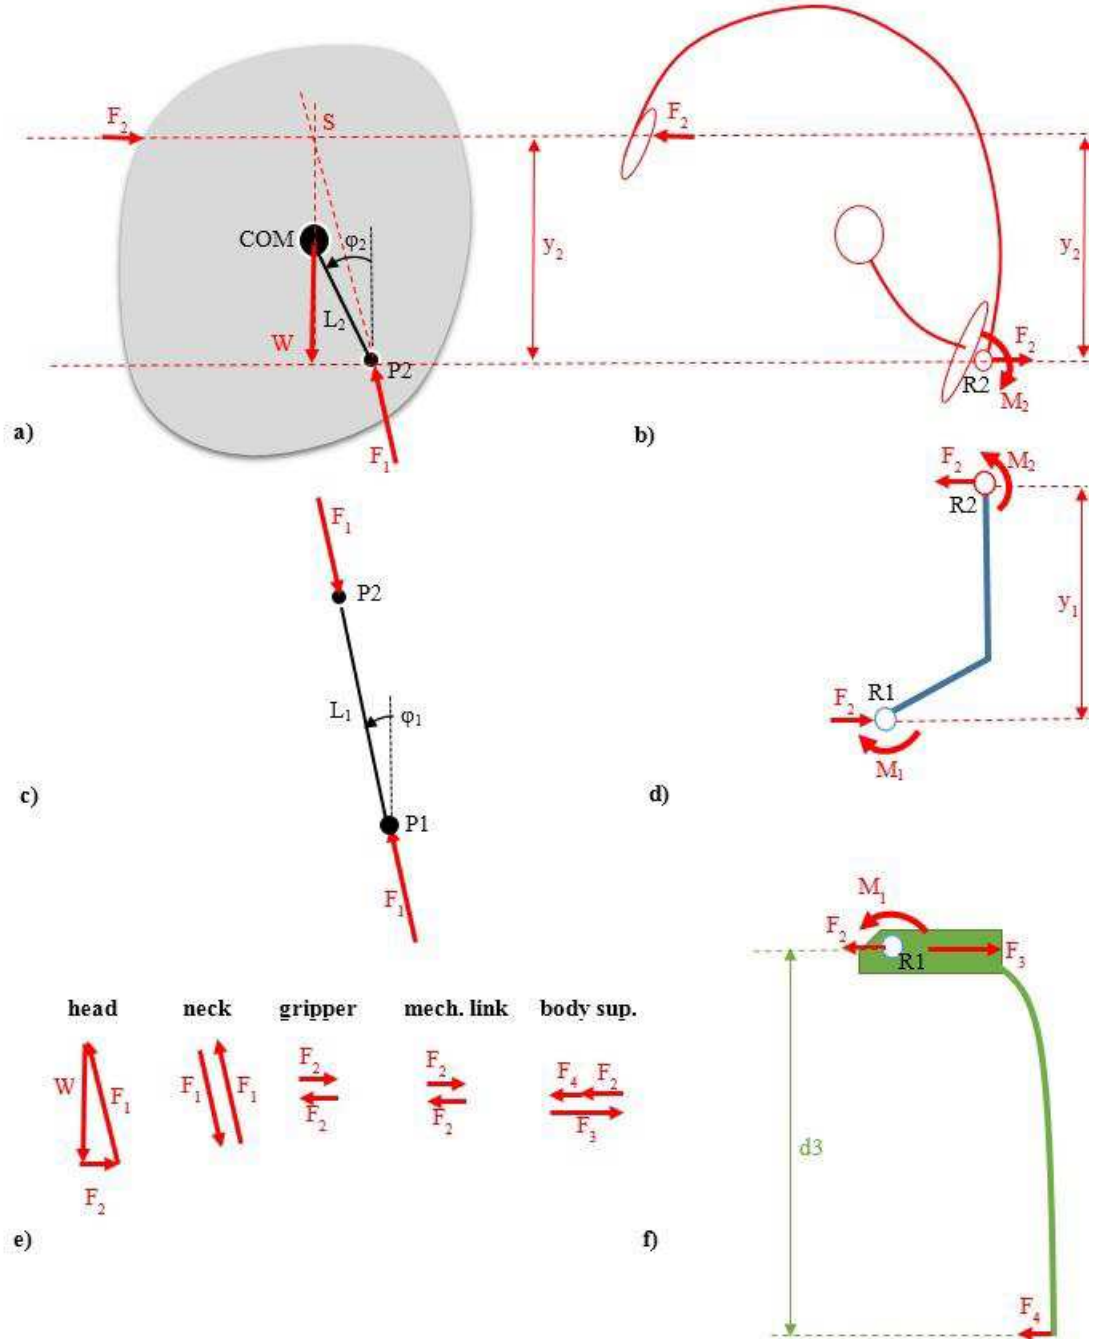 F₂
S
COM
φ₂
y₂
L₂
W
P2
F₁
a)
F₂
y₂
F₂
R2
M₂
b)
F₁
P2
L₁
φ₁
P1
F₁
c)
F₂
M₂
R2
y₁
R1
F₂
M₁
d)
head neck gripper mech. link body sup.
W
F₁
F₂
F₁
F₁
F₂
F₂
F₂
F₂
F₄
F₂
F₃
e)
M₁
F₂
R1
F₃
d3
F₄
f)